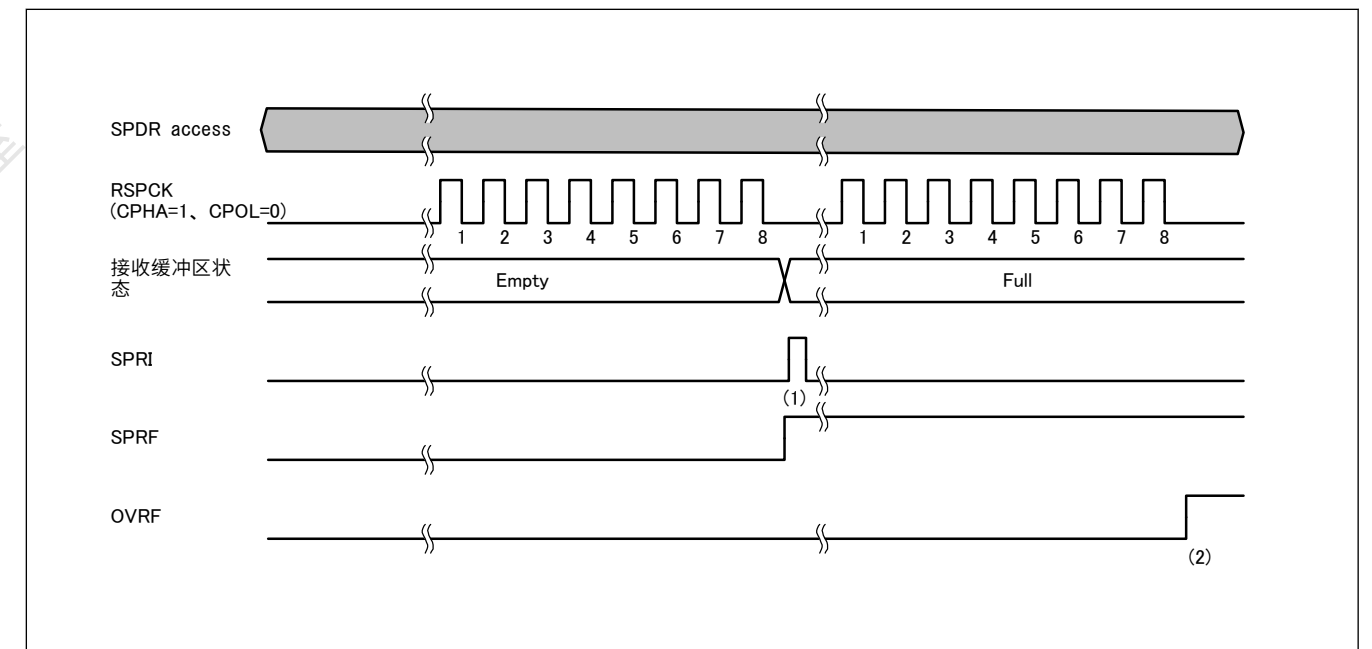 SPDR access
RSPCK
(CPHA=1、CPOL=0)
1 2 3 4 5 6 7 8 1 2 3 4 5 6 7 8
接收缓冲区状
态
Empty Full
SPRI
(1)
SPRF
OVRF
(2)